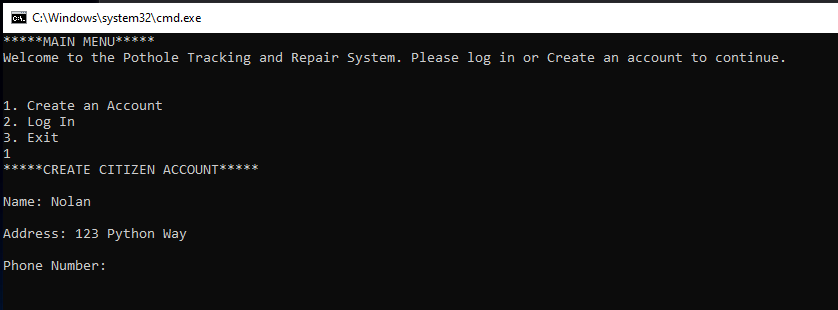 C:\Windows\system32\cmd.exe
*****MAIN MENU*****
Welcome to the Pothole Tracking and Repair System. Please log in or Create an account to continue.
1. Create an Account
2. Log In
3. Exit
1
*****CREATE CITIZEN ACCOUNT*****
Name: Nolan
Address: 123 Python Way
Phone Number: